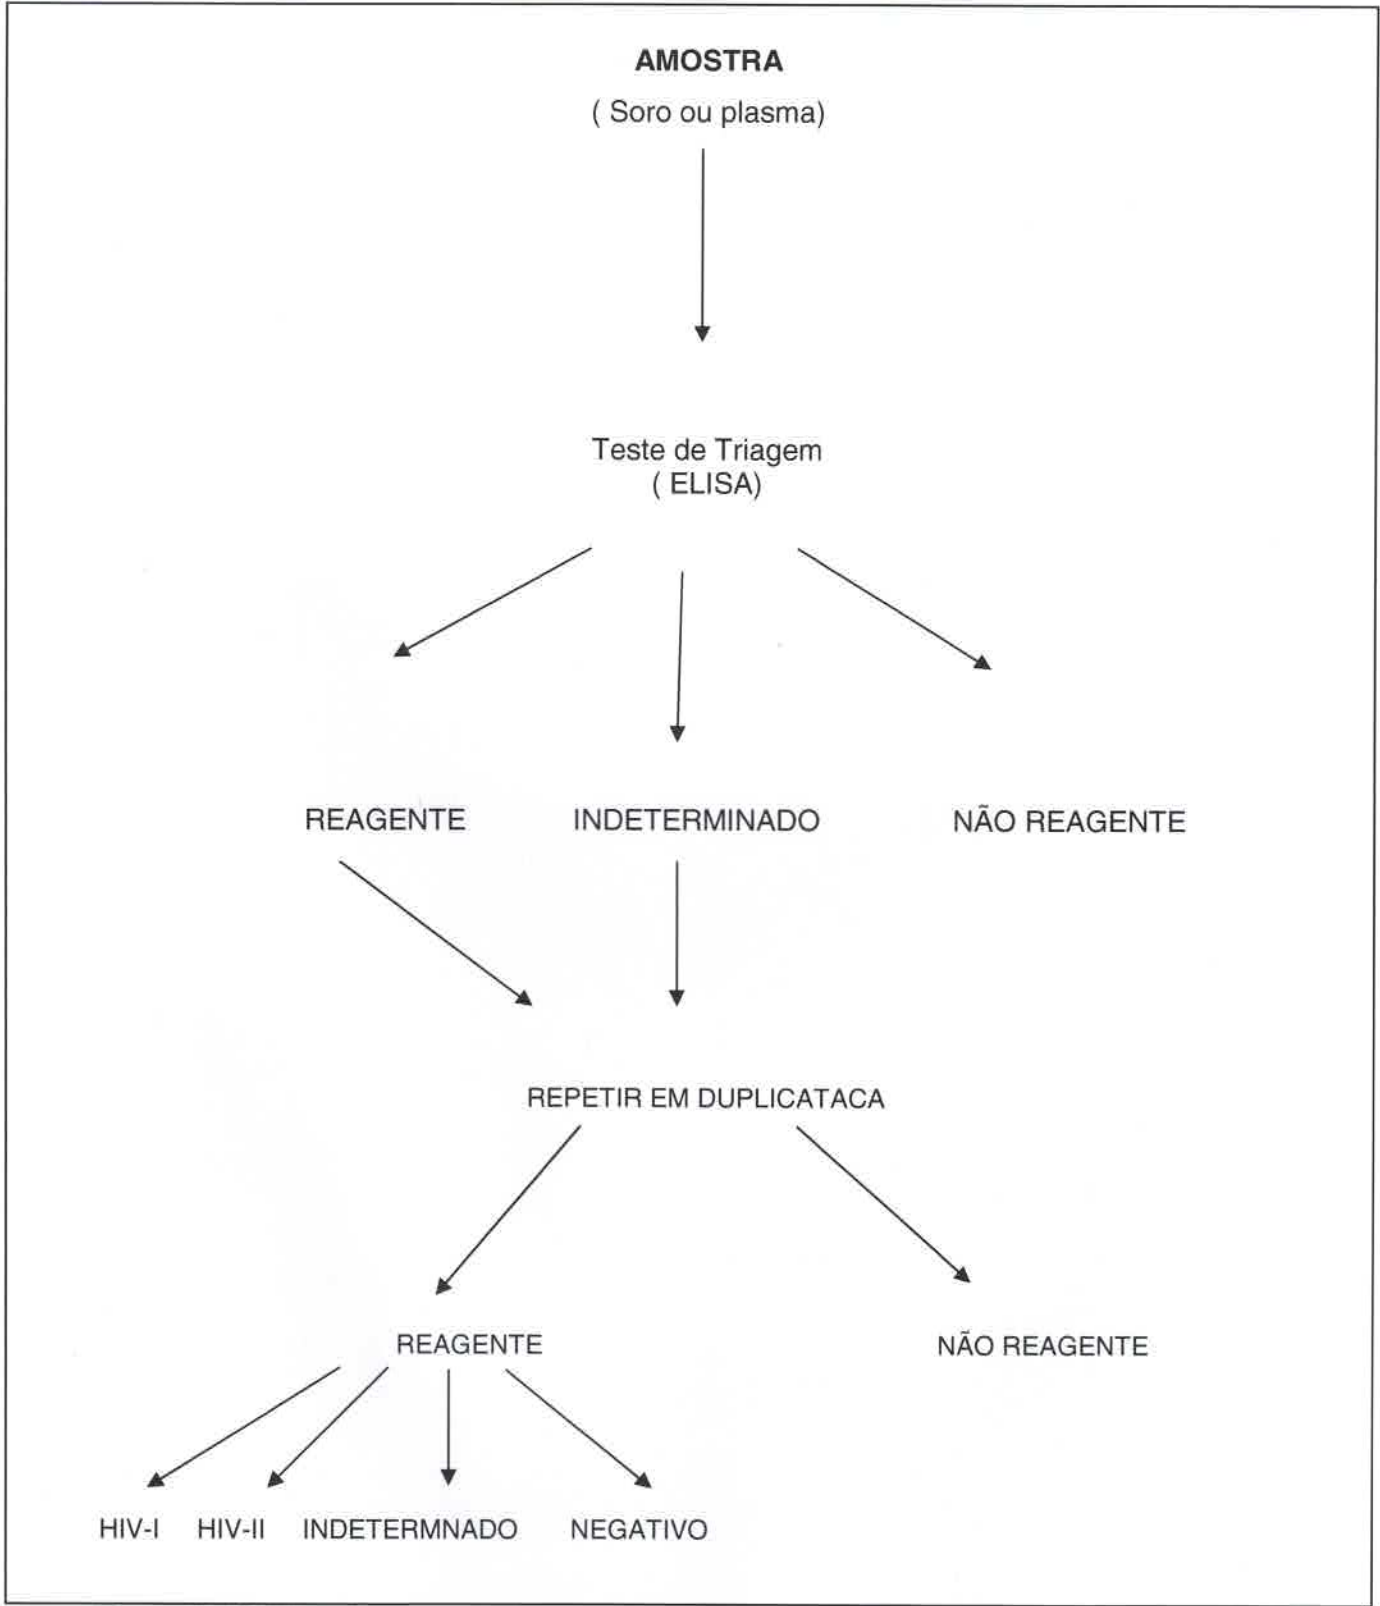 AMOSTRA
( Soro ou plasma)
Teste de Triagem
( ELISA)
REAGENTE INDETERMINADO NÃO REAGENTE
REPETIR EM DUPLICATACA
REAGENTE NÃO REAGENTE
HIV-I HIV-II INDETERMNADO NEGATIVO